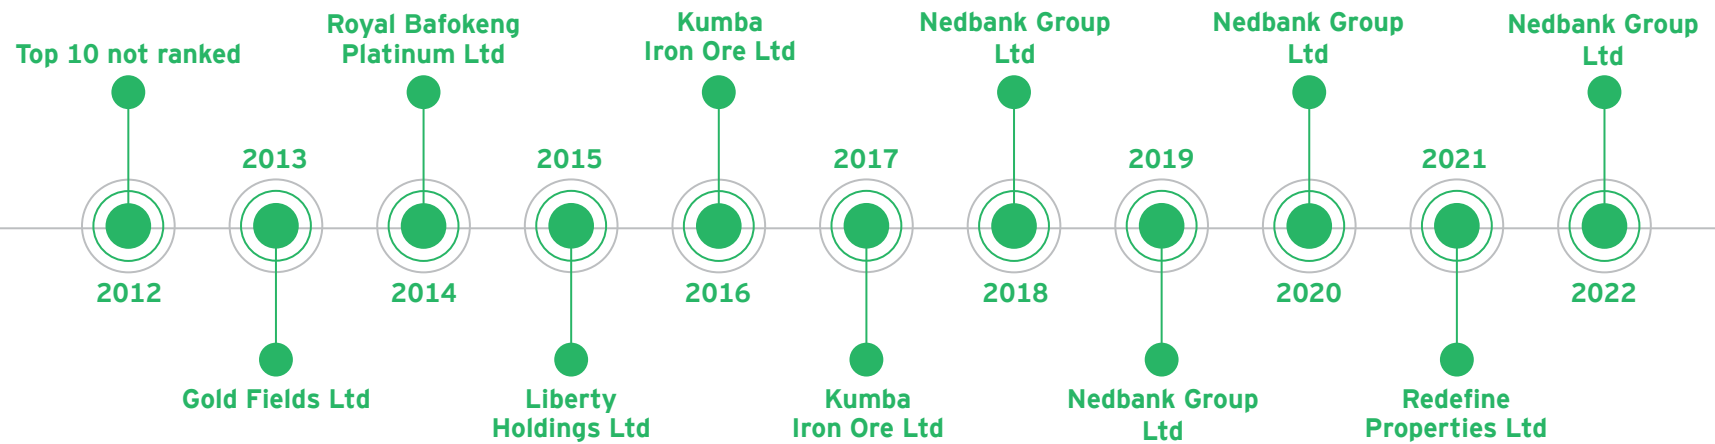 Top 10 not ranked
2012
2013
Gold Fields Ltd
Royal Bafokeng
Platinum Ltd
2014
2015
Liberty
Holdings Ltd
Kumba
Iron Ore Ltd
2016
2017
Kumba
Iron Ore Ltd
Nedbank Group
Ltd
2018
2019
Nedbank Group
Ltd
Nedbank Group
Ltd
2020
2021
Redefine
Properties Ltd
Nedbank Group
Ltd
2022